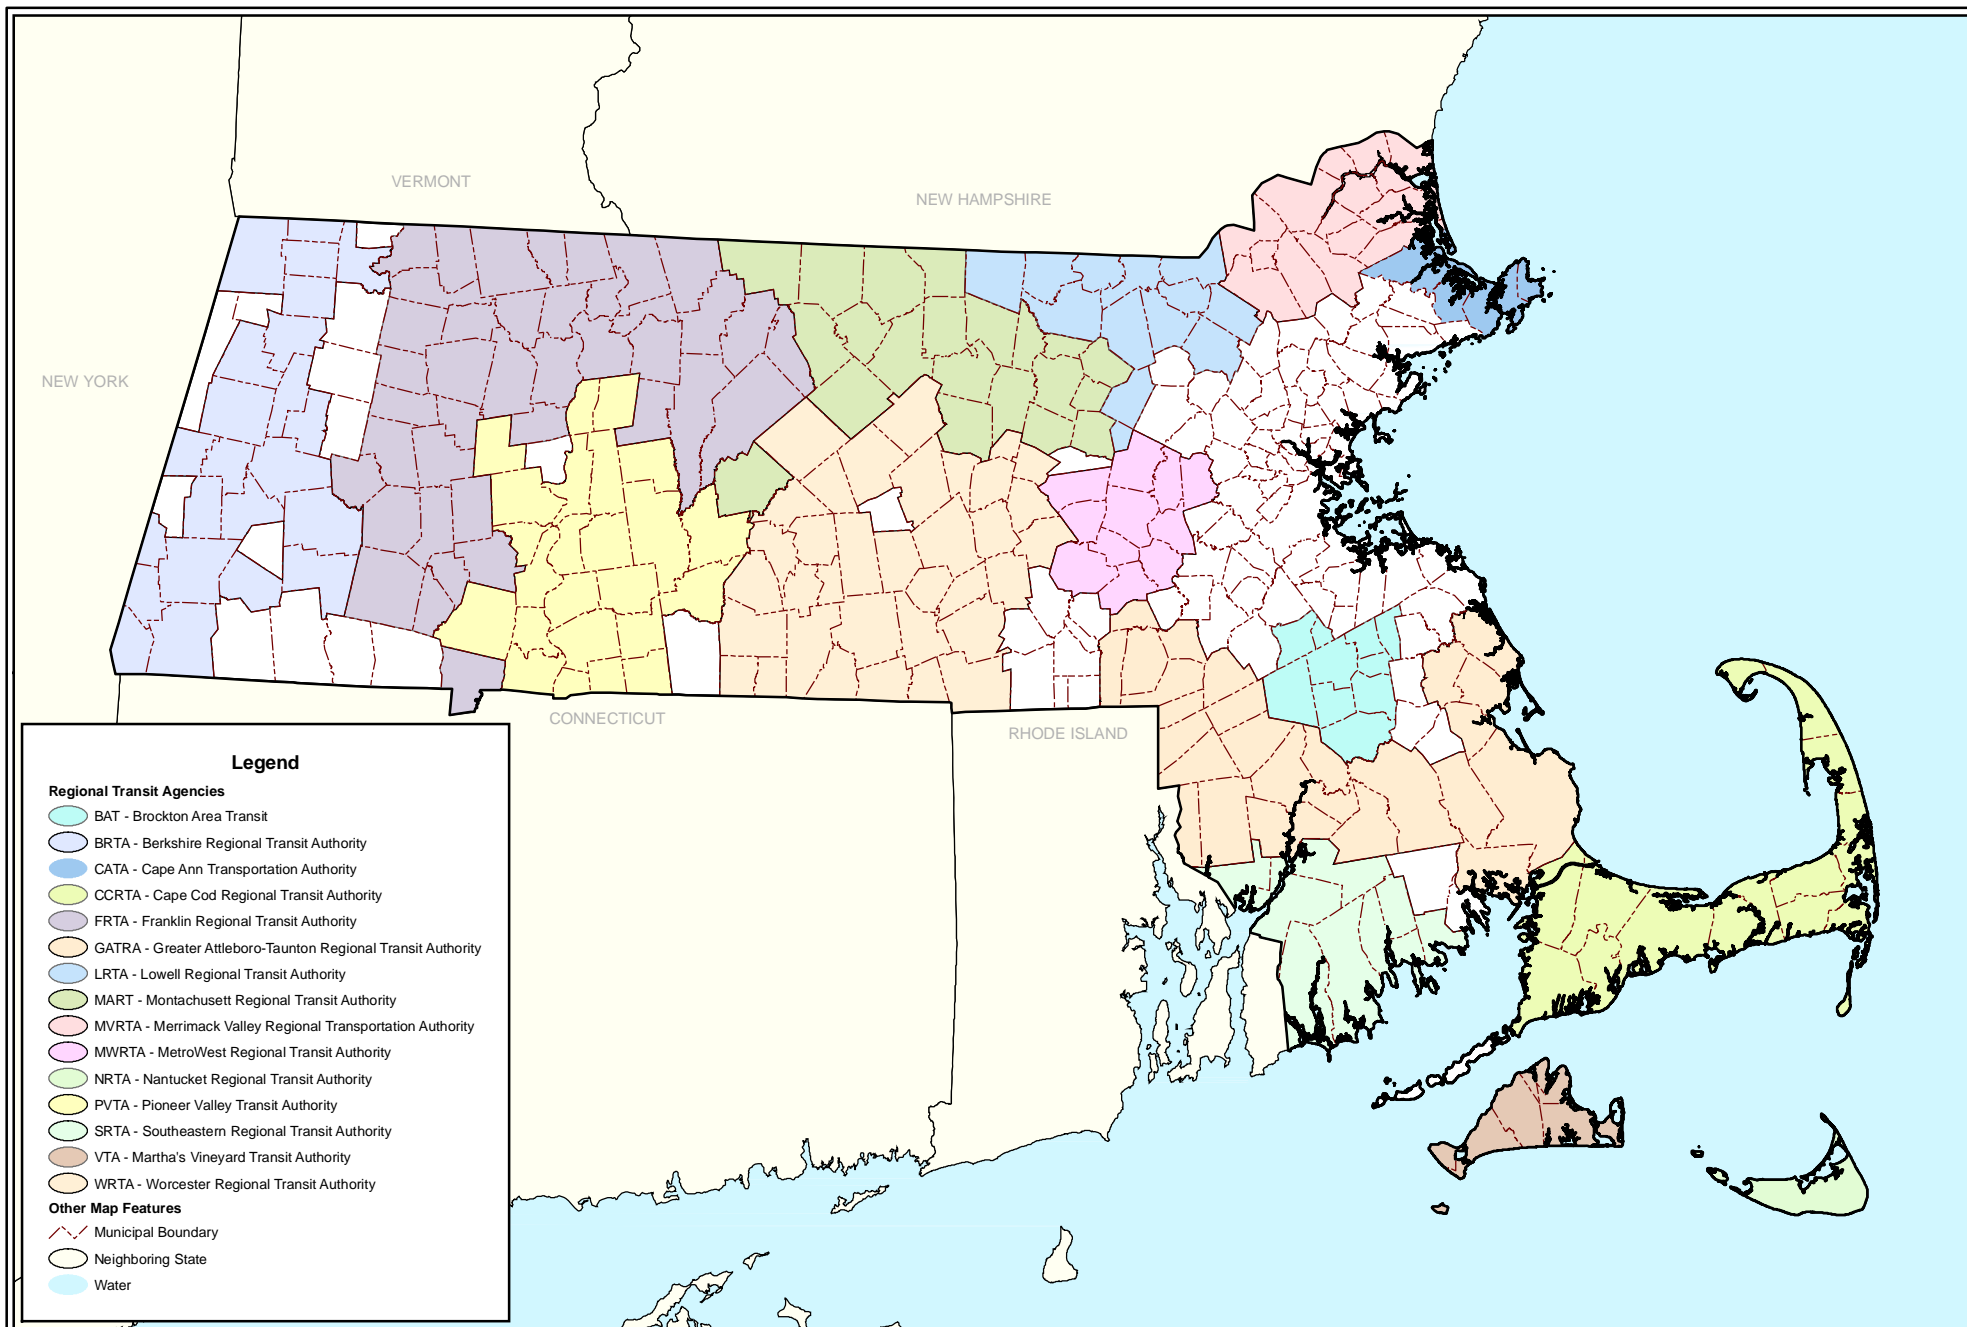 VERMONT
NEW HAMPSHIRE
NEW YORK
CONNECTICUT
RHODE ISLAND
Legend
Regional Transit Agencies
BAT - Brockton Area Transit
BRTA - Berkshire Regional Transit Authority
CATA - Cape Ann Transportation Authority
CCRTA - Cape Cod Regional Transit Authority
FRTA - Franklin Regional Transit Authority
GATRA - Greater Attleboro-Taunton Regional Transit Authority
LRTA - Lowell Regional Transit Authority
MART - Montachusett Regional Transit Authority
MVRTA - Merrimack Valley Regional Transportation Authority
MWRTA - MetroWest Regional Transit Authority
NRTA - Nantucket Regional Transit Authority
PVTA - Pioneer Valley Transit Authority
SRTA - Southeastern Regional Transit Authority
VTA - Martha's Vineyard Transit Authority
WRTA - Worcester Regional Transit Authority
Other Map Features
Municipal Boundary
Neighboring State
Water